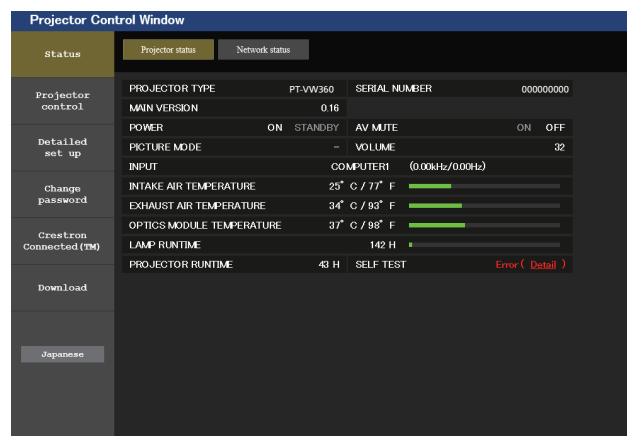 Projector Control Window
Status
Projector status
Network status
Projector
control
Detailed
set up
Change
password
Crestron
Connected(TM)
Download
Japanese
PROJECTOR TYPE PT-VW360 SERIAL NUMBER 000000000
MAIN VERSION 0.16
POWER ON STANDBY AV MUTE ON OFF
PICTURE MODE – VOLUME 32
INPUT COMPUTER1 (0.00kHz/0.00Hz)
INTAKE AIR TEMPERATURE 25° C / 77° F
EXHAUST AIR TEMPERATURE 34° C / 93° F
OPTICS MODULE TEMPERATURE 37° C / 98° F
LAMP RUNTIME 142 H
PROJECTOR RUNTIME 43 H SELF TEST Error ( Detail )